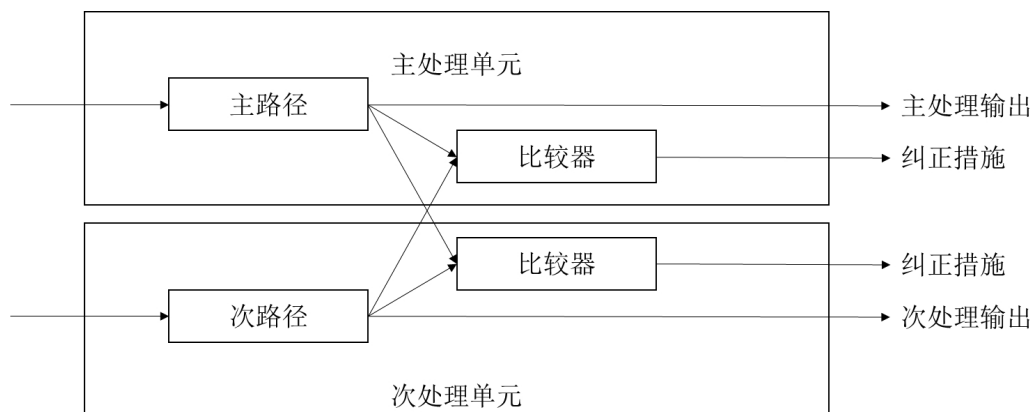 主处理单元
主路径
主处理输出
比较器
纠正措施
比较器
纠正措施
次路径
次处理输出
次处理单元